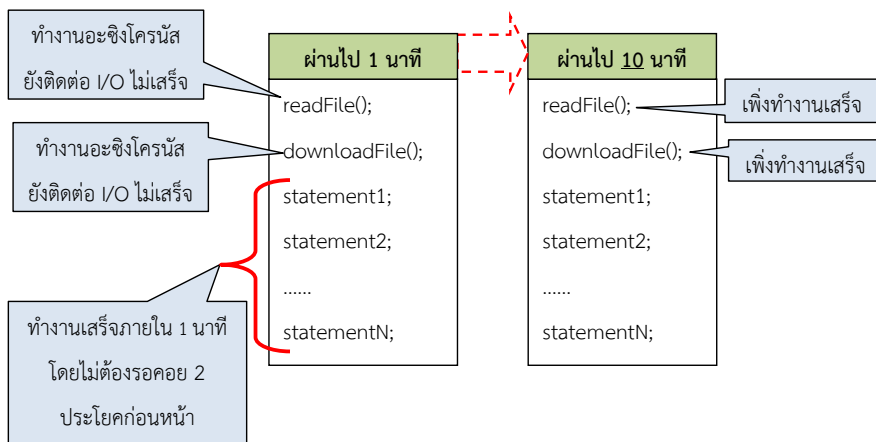 ทำงานอะซิงโครนัส
ยังติดต่อ I/O ไม่เสร็จ
ทำงานอะซิงโครนัส
ยังติดต่อ I/O ไม่เสร็จ
ทำงานเสร็จภายใน 1 นาที
โดยไม่ต้องรอคอย 2
ประโยคก่อนหน้า
ผ่านไป 1 นาที
readFile();
downloadFile();
statement1;
statement2;
......
statementN;
ผ่านไป 10 นาที
readFile();
downloadFile();
statement1;
statement2;
......
statementN;
เพิ่งทำงานเสร็จ
เพิ่งทำงานเสร็จ